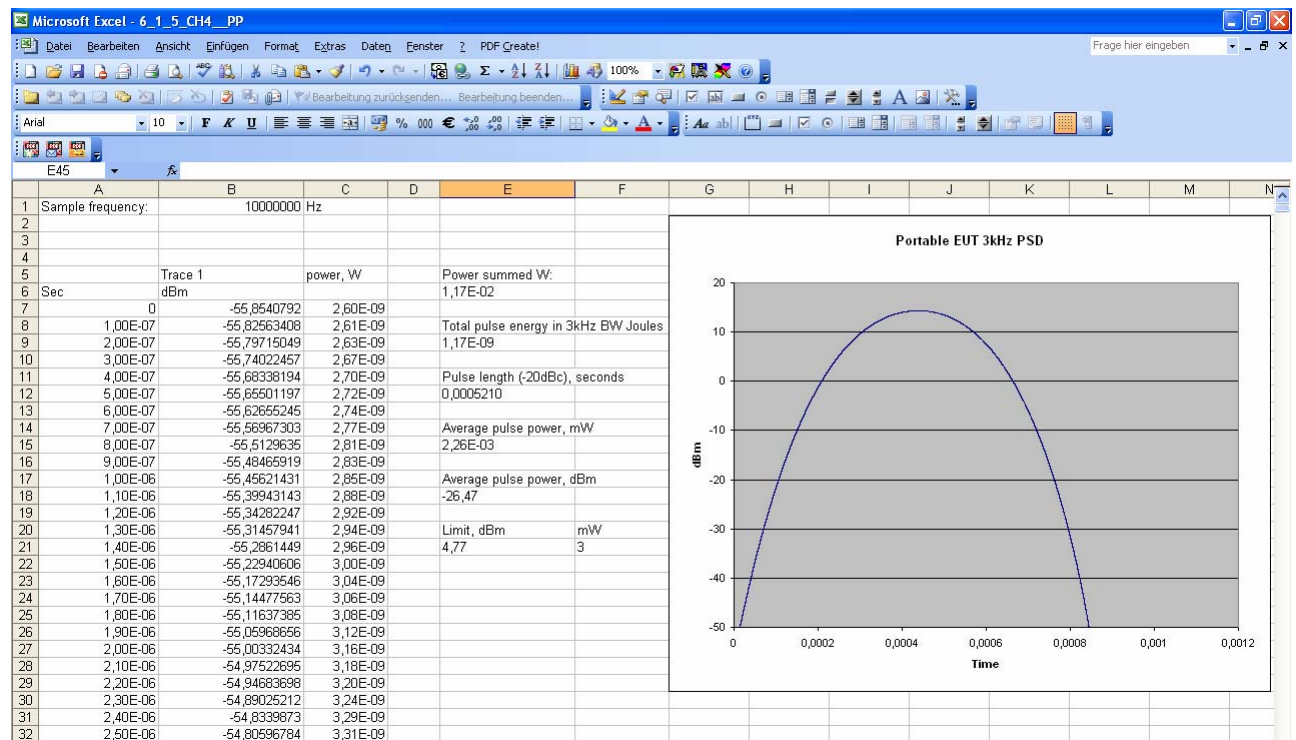 Microsoft Excel - 6_1_5_CH4__PP
Datei Bearbeiten Ansicht Einfügen Format Extras Daten Fenster ? PDF Create! Frage hier eingeben
100%
Bearbeitung zurücksenden... Bearbeitung beenden...
Arial 10 F K U % 000 €
E45 fx
A B C D E F G H I J K L M N
1 Sample frequency: 10000000 Hz
2
3
4
5 Trace 1 power, W Power summed W:
6 Sec dBm 1,17E-02
7 0 -55,8540792 2,60E-09
8 1,00E-07 -55,82563408 2,61E-09 Total pulse energy in 3kHz BW Joules
9 2,00E-07 -55,79715049 2,63E-09 1,17E-09
10 3,00E-07 -55,74022457 2,67E-09
11 4,00E-07 -55,68338194 2,70E-09 Pulse length (-20dBc), seconds
12 5,00E-07 -55,65501197 2,72E-09 0,0005210
13 6,00E-07 -55,62655245 2,74E-09
14 7,00E-07 -55,56967303 2,77E-09 Average pulse power, mW
15 8,00E-07 -55,5129635 2,81E-09 2,26E-03
16 9,00E-07 -55,48465919 2,83E-09
17 1,00E-06 -55,45621431 2,85E-09 Average pulse power, dBm
18 1,10E-06 -55,39943143 2,88E-09 -26,47
19 1,20E-06 -55,34282247 2,92E-09
20 1,30E-06 -55,31457941 2,94E-09 Limit, dBm mW
21 1,40E-06 -55,2861449 2,96E-09 4,77 3
22 1,50E-06 -55,22940606 3,00E-09
23 1,60E-06 -55,17293546 3,04E-09
24 1,70E-06 -55,14477563 3,06E-09
25 1,80E-06 -55,11637385 3,08E-09
26 1,90E-06 -55,05968656 3,12E-09
27 2,00E-06 -55,00332434 3,16E-09
28 2,10E-06 -54,97522695 3,18E-09
29 2,20E-06 -54,94683698 3,20E-09
30 2,30E-06 -54,89025212 3,24E-09
31 2,40E-06 -54,8339873 3,29E-09
32 2,50E-06 -54,80596784 3,31E-09
Portable EUT 3kHz PSD
20
10
0
-10
-20
-30
-40
-50
dBm
0 0,0002 0,0004 0,0006 0,0008 0,001 0,0012
Time